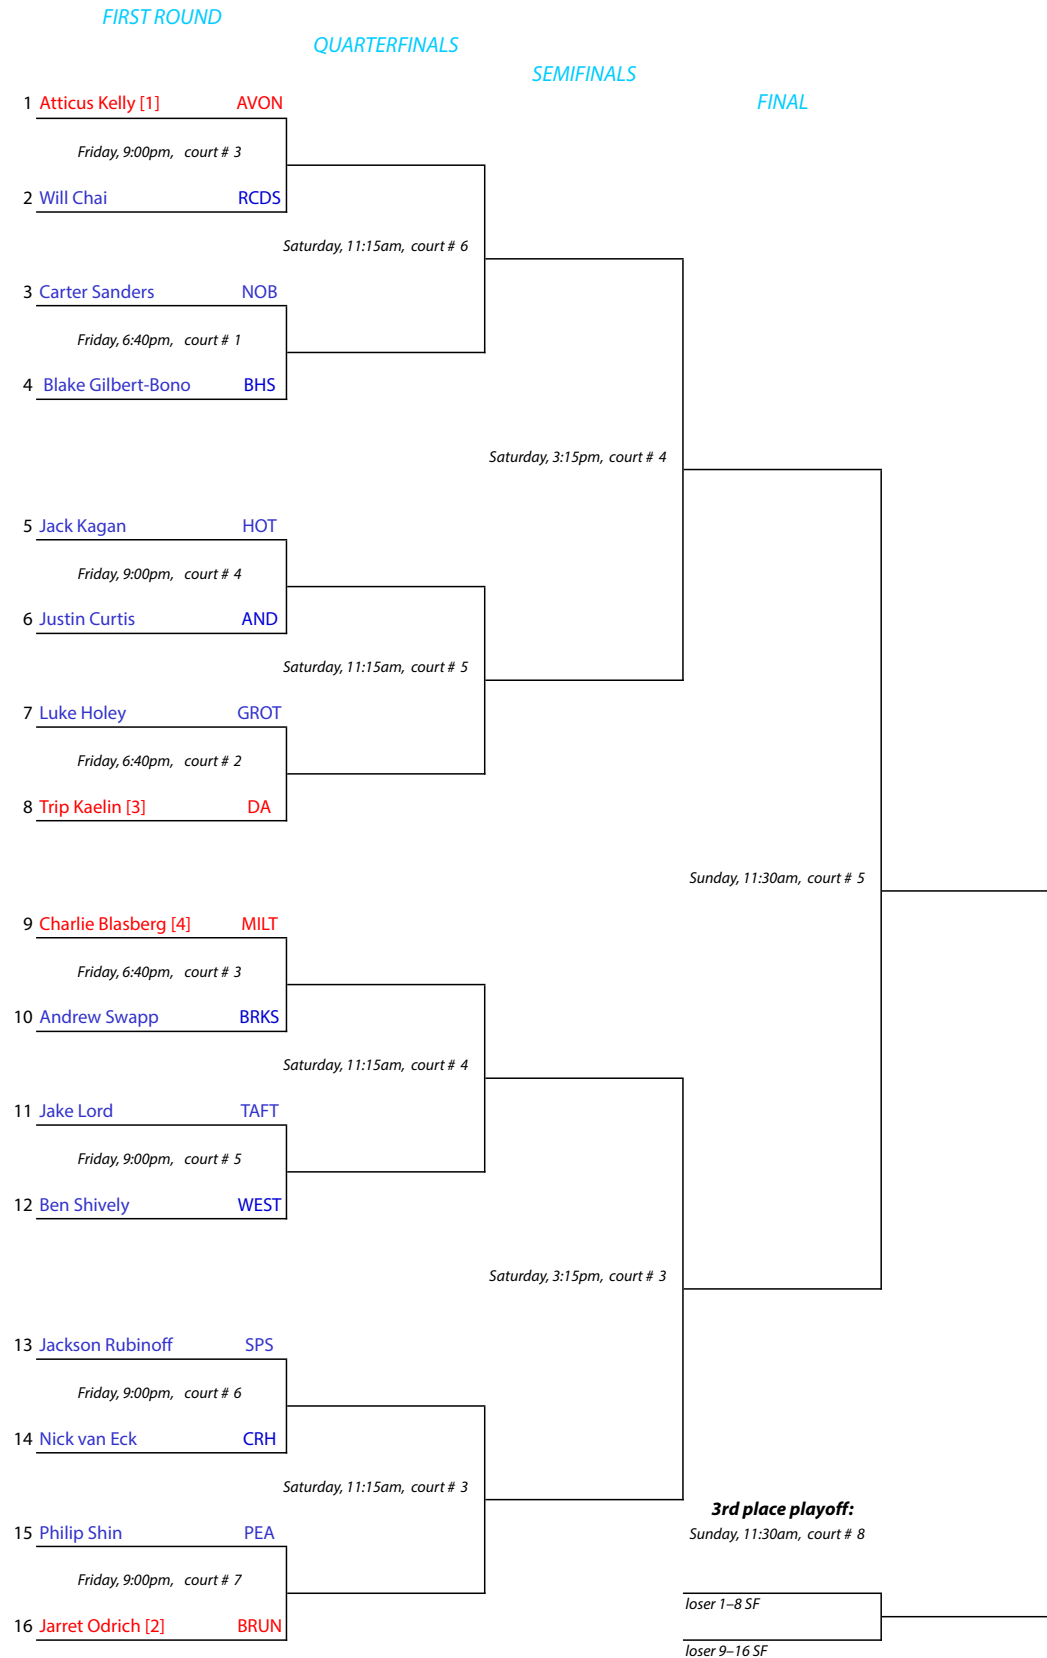 FIRST ROUND
QUARTERFINALS
SEMIFINALS
FINAL
1 Atticus Kelly [1] AVON
Friday, 9:00pm, court # 3
2 Will Chai RCDS
Saturday, 11:15am, court # 6
3 Carter Sanders NOB
Friday, 6:40pm, court # 1
4 Blake Gilbert-Bono BHS
Saturday, 3:15pm, court # 4
5 Jack Kagan HOT
Friday, 9:00pm, court # 4
6 Justin Curtis AND
Saturday, 11:15am, court # 5
7 Luke Holey GROT
Friday, 6:40pm, court # 2
8 Trip Kaelin [3] DA
Sunday, 11:30am, court # 5
9 Charlie Blasberg [4] MILT
Friday, 6:40pm, court # 3
10 Andrew Swapp BRKS
Saturday, 11:15am, court # 4
11 Jake Lord TAFT
Friday, 9:00pm, court # 5
12 Ben Shively WEST
Saturday, 3:15pm, court # 3
13 Jackson Rubinoff SPS
Friday, 9:00pm, court # 6
14 Nick van Eck CRH
Saturday, 11:15am, court # 3
15 Philip Shin PEA
Friday, 9:00pm, court # 7
16 Jarret Odrich [2] BRUN
3rd place playoff:
Sunday, 11:30am, court # 8
loser 1–8 SF
loser 9–16 SF